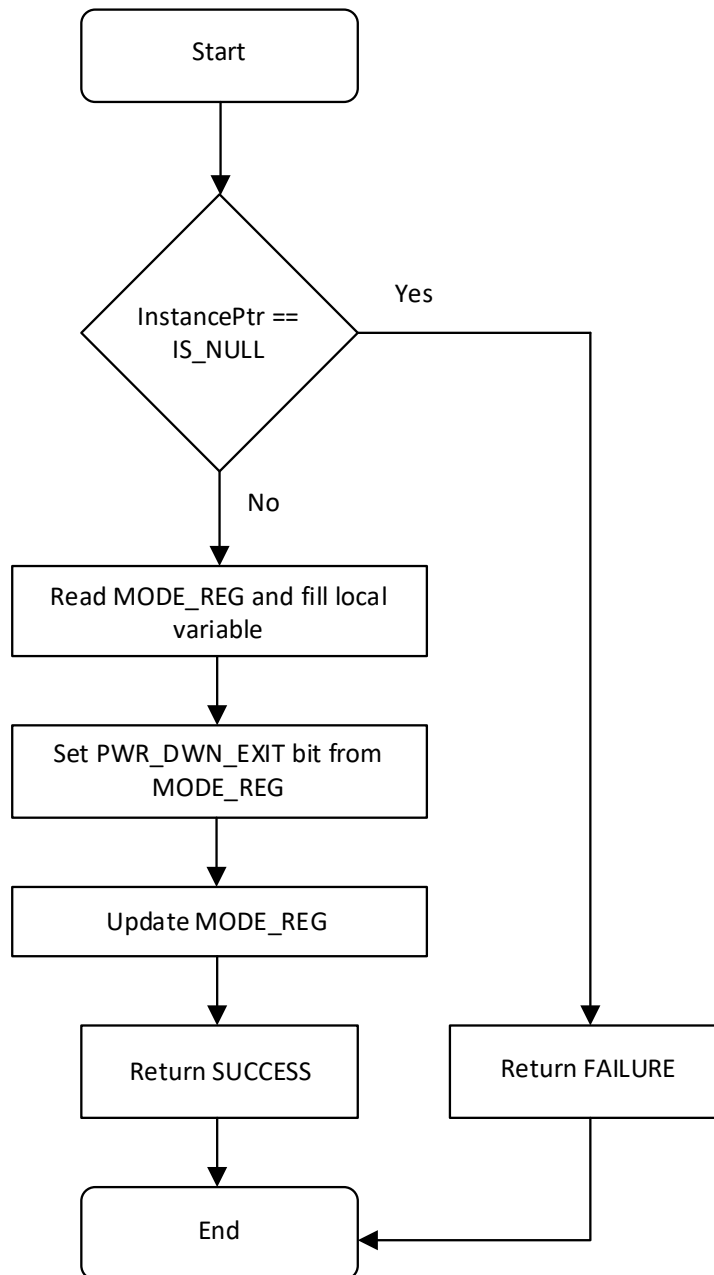 Start
InstancePtr ==
IS_NULL
Yes
No
Read MODE_REG and fill local
variable
Set PWR_DWN_EXIT bit from
MODE_REG
Update MODE_REG
Return SUCCESS
Return FAILURE
End